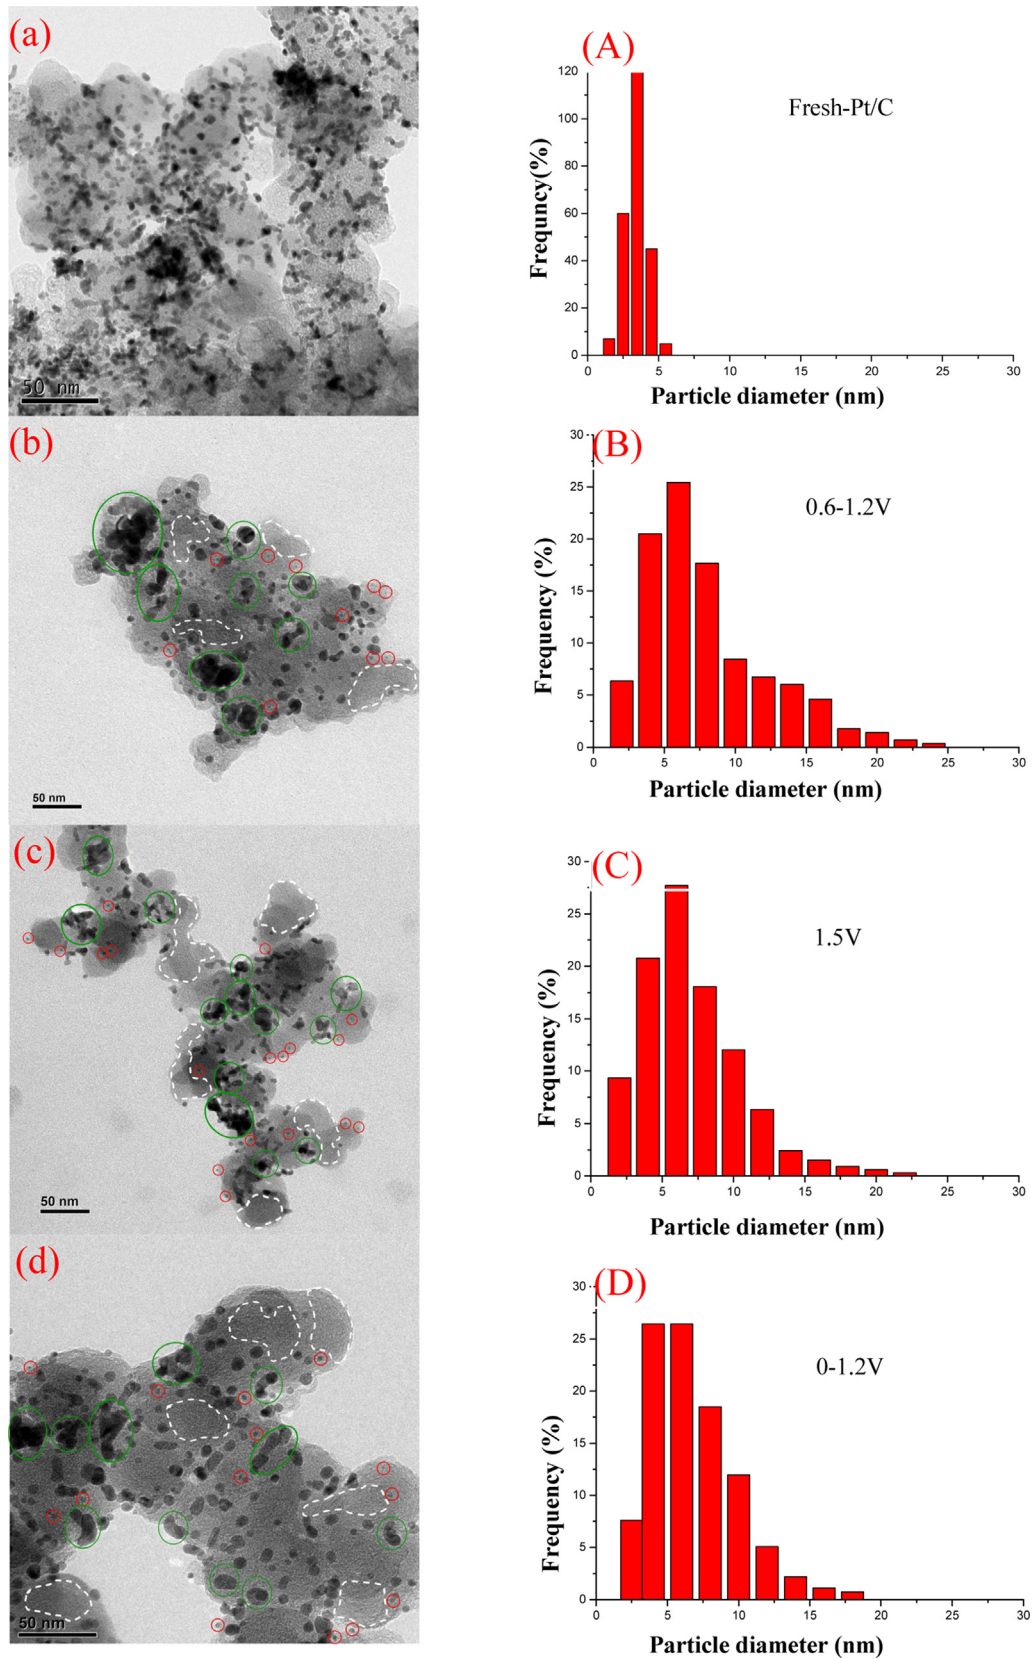 (a)
50 nm
(A)
Fresh-Pt/C
Frequncy(%)
120
100
80
60
40
20
0
0 5 10 15 20 25 30
Particle diameter (nm)
(b)
50 nm
(B)
0.6-1.2V
Frequency (%)
30
25
20
15
10
5
0
0 5 10 15 20 25 30
Particle diameter (nm)
(c)
50 nm
(C)
1.5V
Frequency (%)
30
25
20
15
10
5
0
0 5 10 15 20 25 30
Particle diameter (nm)
(d)
50 nm
(D)
0-1.2V
Frequency (%)
30
25
20
15
10
5
0
0 5 10 15 20 25 30
Particle diameter (nm)